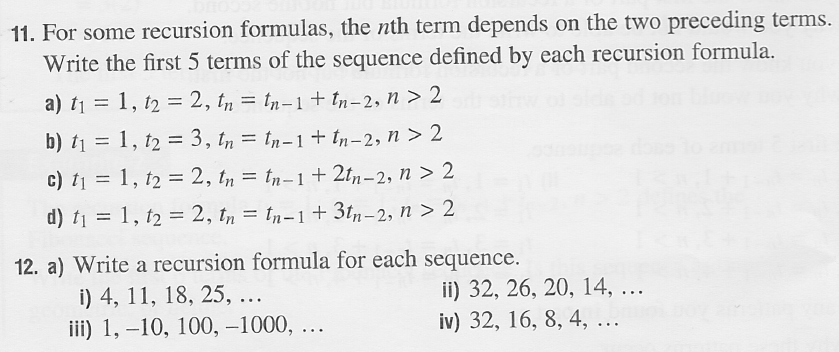 11. For some recursion formulas, the nth term depends on the two preceding terms.
Write the first 5 terms of the sequence defined by each recursion formula.
a) t₁ = 1, t₂ = 2, tₙ = tₙ₋₁ + tₙ₋₂, n > 2
b) t₁ = 1, t₂ = 3, tₙ = tₙ₋₁ + tₙ₋₂, n > 2
c) t₁ = 1, t₂ = 2, tₙ = tₙ₋₁ + 2tₙ₋₂, n > 2
d) t₁ = 1, t₂ = 2, tₙ = tₙ₋₁ + 3tₙ₋₂, n > 2
12. a) Write a recursion formula for each sequence.
i) 4, 11, 18, 25, … ii) 32, 26, 20, 14, …
iii) 1, –10, 100, –1000, … iv) 32, 16, 8, 4, …